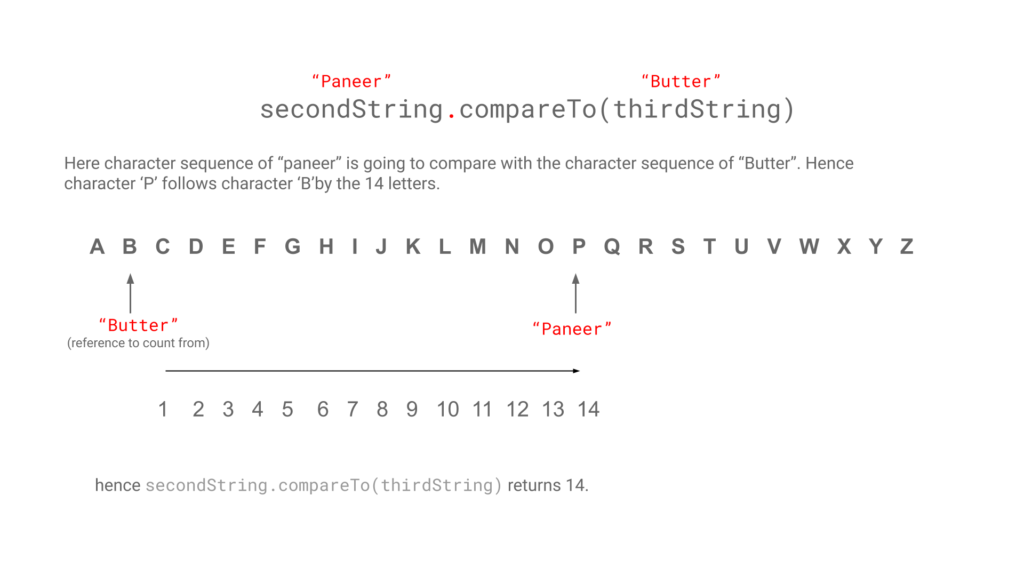 “Paneer” “Butter”
secondString.compareTo(thirdString)
Here character sequence of “paneer” is going to compare with the character sequence of “Butter”. Hence
character ‘P’ follows character ‘B’by the 14 letters.
A B C D E F G H I J K L M N O P Q R S T U V W X Y Z
“Butter” “Paneer”
(reference to count from)
1 2 3 4 5 6 7 8 9 10 11 12 13 14
hence secondString.compareTo(thirdString) returns 14.